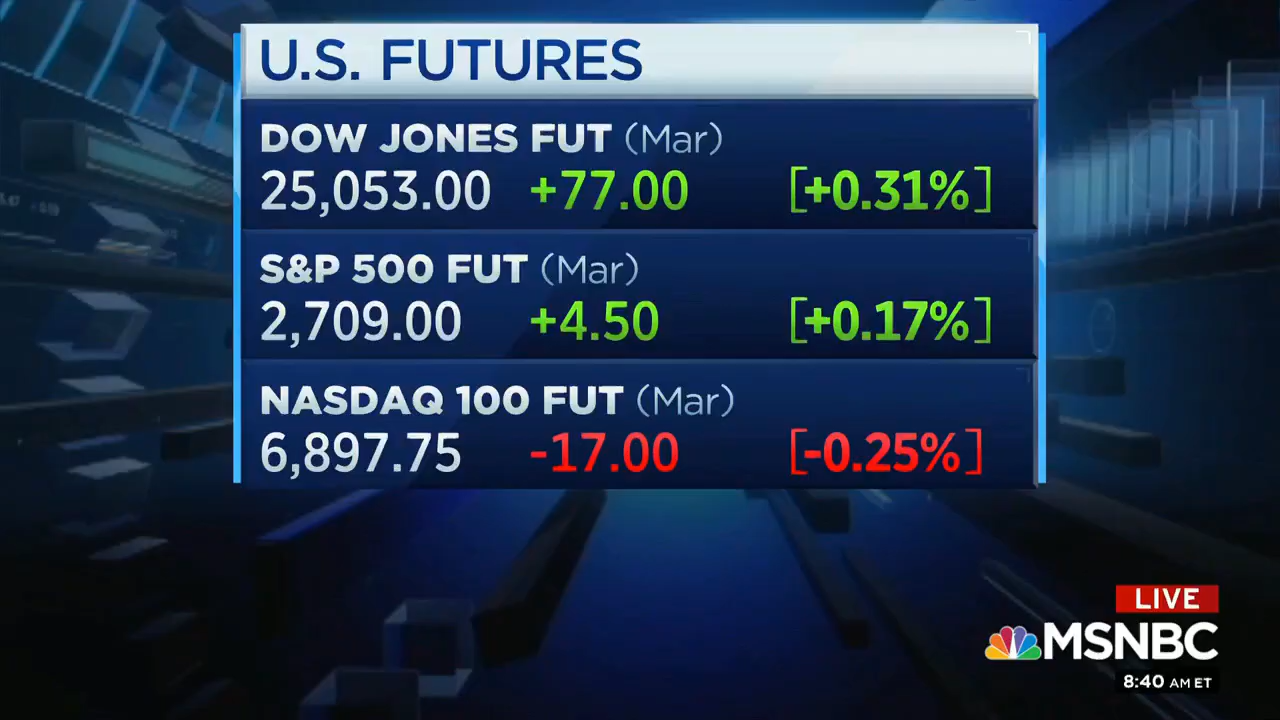 U.S. FUTURES
DOW JONES FUT (Mar)
25,053.00 +77.00 [+0.31%]
S&P 500 FUT (Mar)
2,709.00 +4.50 [+0.17%]
NASDAQ 100 FUT (Mar)
6,897.75 -17.00 [-0.25%]
LIVE
MSNBC
8:40 AM ET